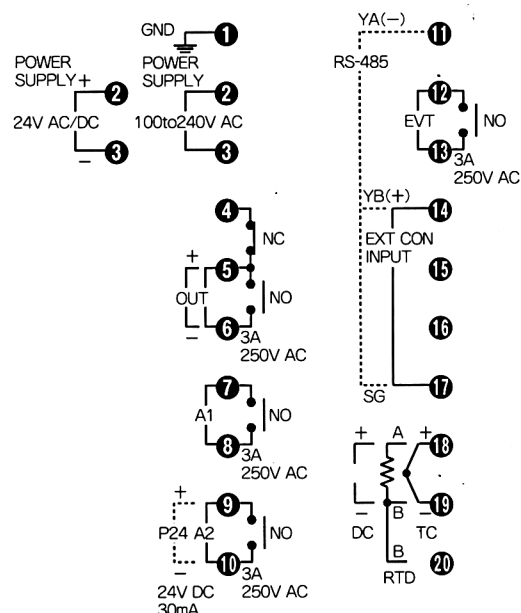 GND 1
POWER SUPPLY +
2
24V AC/DC
− 3
POWER SUPPLY
2
100to240V AC
3
4
NC
+ 5
OUT
NO
− 6
3A
250V AC
7
A1
NO
8
3A
250V AC
+ 9
P24 A2
NO
− 10
24V DC
30mA
3A
250V AC
YA(−) 11
RS-485
12
EVT
NO
13
3A
250V AC
YB(+) 14
EXT CON
INPUT
15
16
SG 17
+ A + 18
− B − 19
DC TC
B 20
RTD